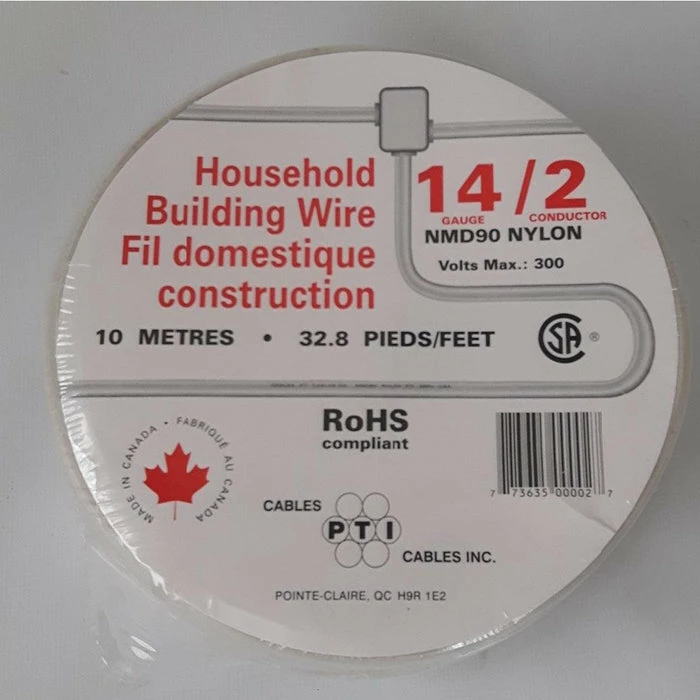 Household
Building Wire
Fil domestique
construction
14/2
GAUGE CONDUCTOR
NMD90 NYLON
Volts Max.: 300
10 METRES • 32.8 PIEDS/FEET
CSA ®
RoHS
compliant
MADE IN CANADA • FABRIQUÉ AU CANADA
7 73635 00002 7
CABLES
PTI
CABLES INC.
POINTE-CLAIRE, QC H9R 1E2